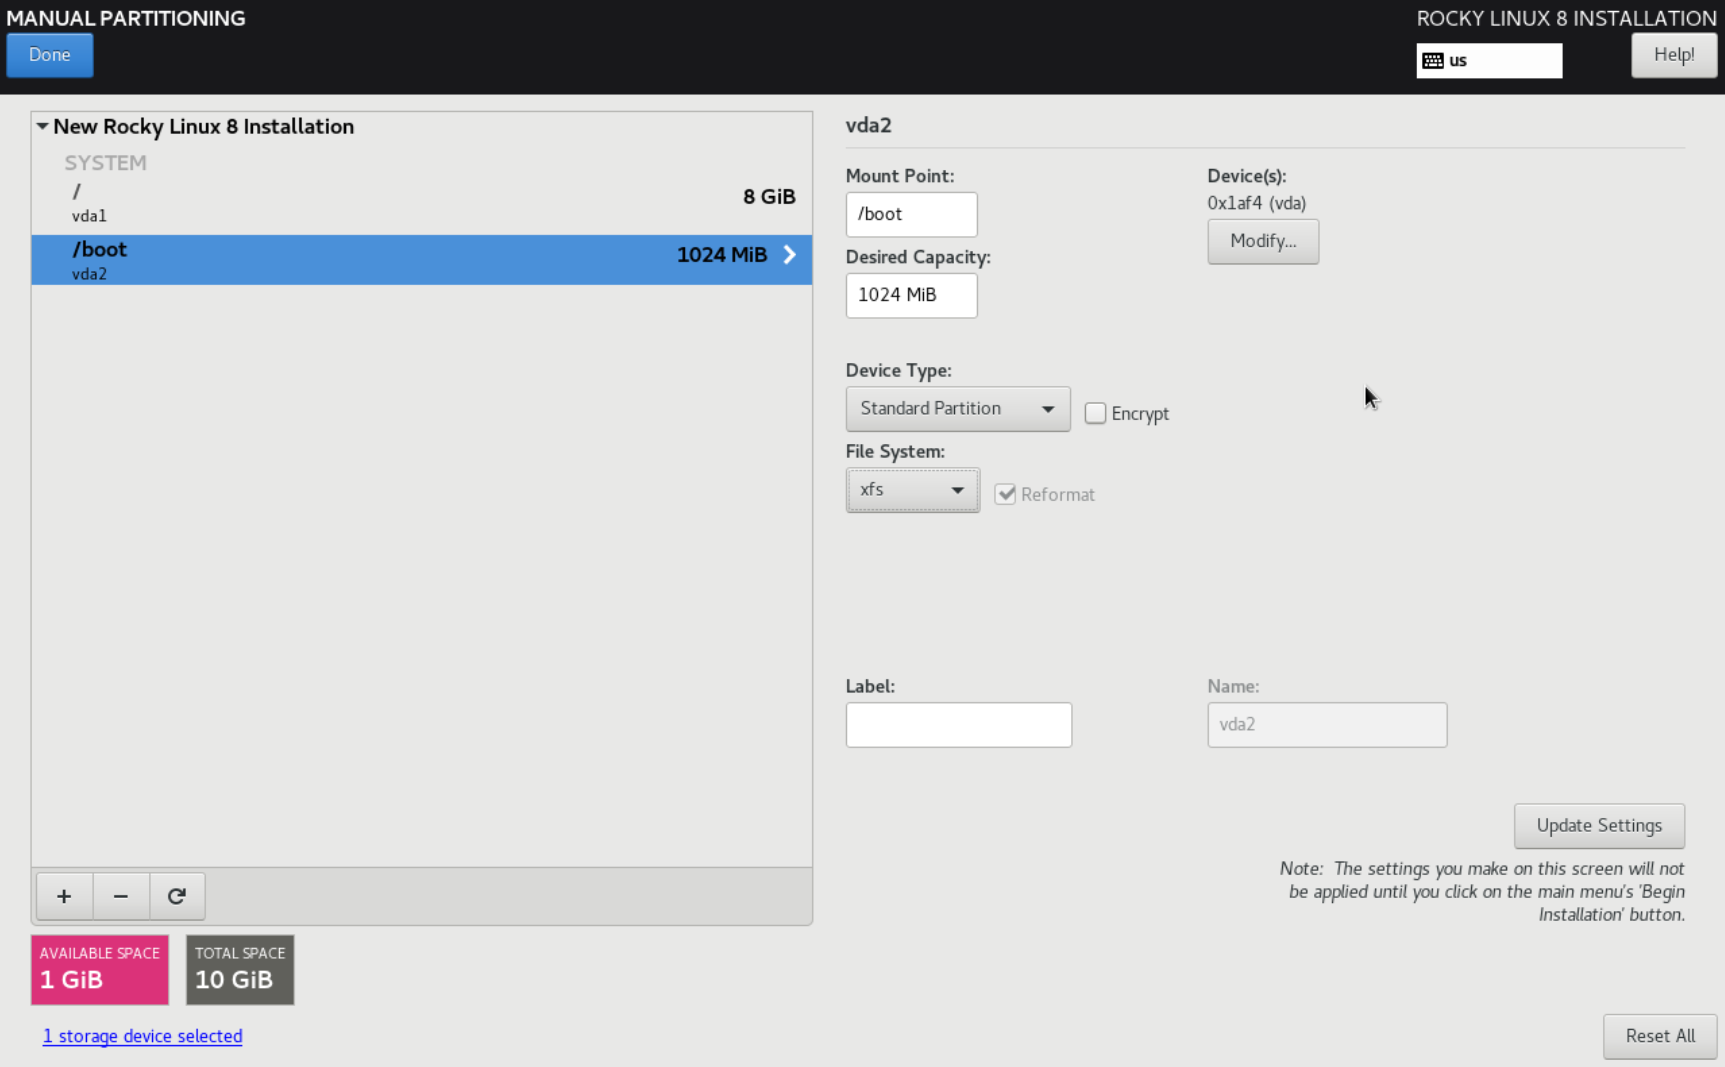 MANUAL PARTITIONING
ROCKY LINUX 8 INSTALLATION
Done
us
Help!
New Rocky Linux 8 Installation
SYSTEM
/
8 GiB
vda1
/boot
1024 MiB
vda2
vda2
Mount Point:
/boot
Desired Capacity:
1024 MiB
Device(s):
0x1af4 (vda)
Modify...
Device Type:
Standard Partition
Encrypt
File System:
xfs
Reformat
Label:
Name:
vda2
Update Settings
Note: The settings you make on this screen will not
be applied until you click on the main menu's 'Begin
Installation' button.
+
−
AVAILABLE SPACE
1 GiB
TOTAL SPACE
10 GiB
1 storage device selected
Reset All